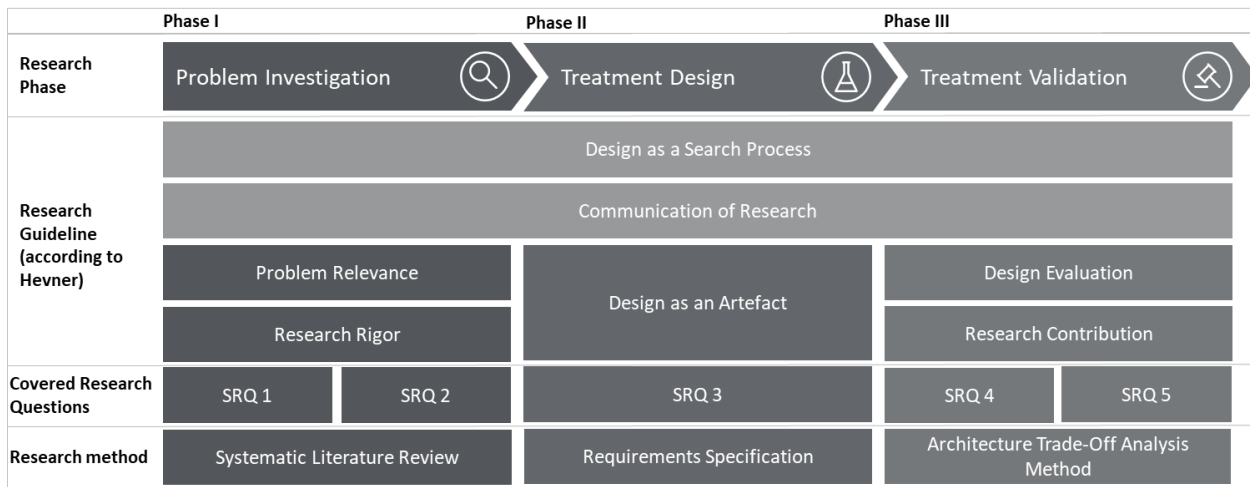 Phase I
Phase II
Phase III
Research
Phase
Problem Investigation
Treatment Design
Treatment Validation
Research
Guideline
(according to
Hevner)
Design as a Search Process
Communication of Research
Problem Relevance
Design as an Artefact
Design Evaluation
Research Rigor
Research Contribution
Covered Research
Questions
SRQ 1
SRQ 2
SRQ 3
SRQ 4
SRQ 5
Research method
Systematic Literature Review
Requirements Specification
Architecture Trade-Off Analysis
Method